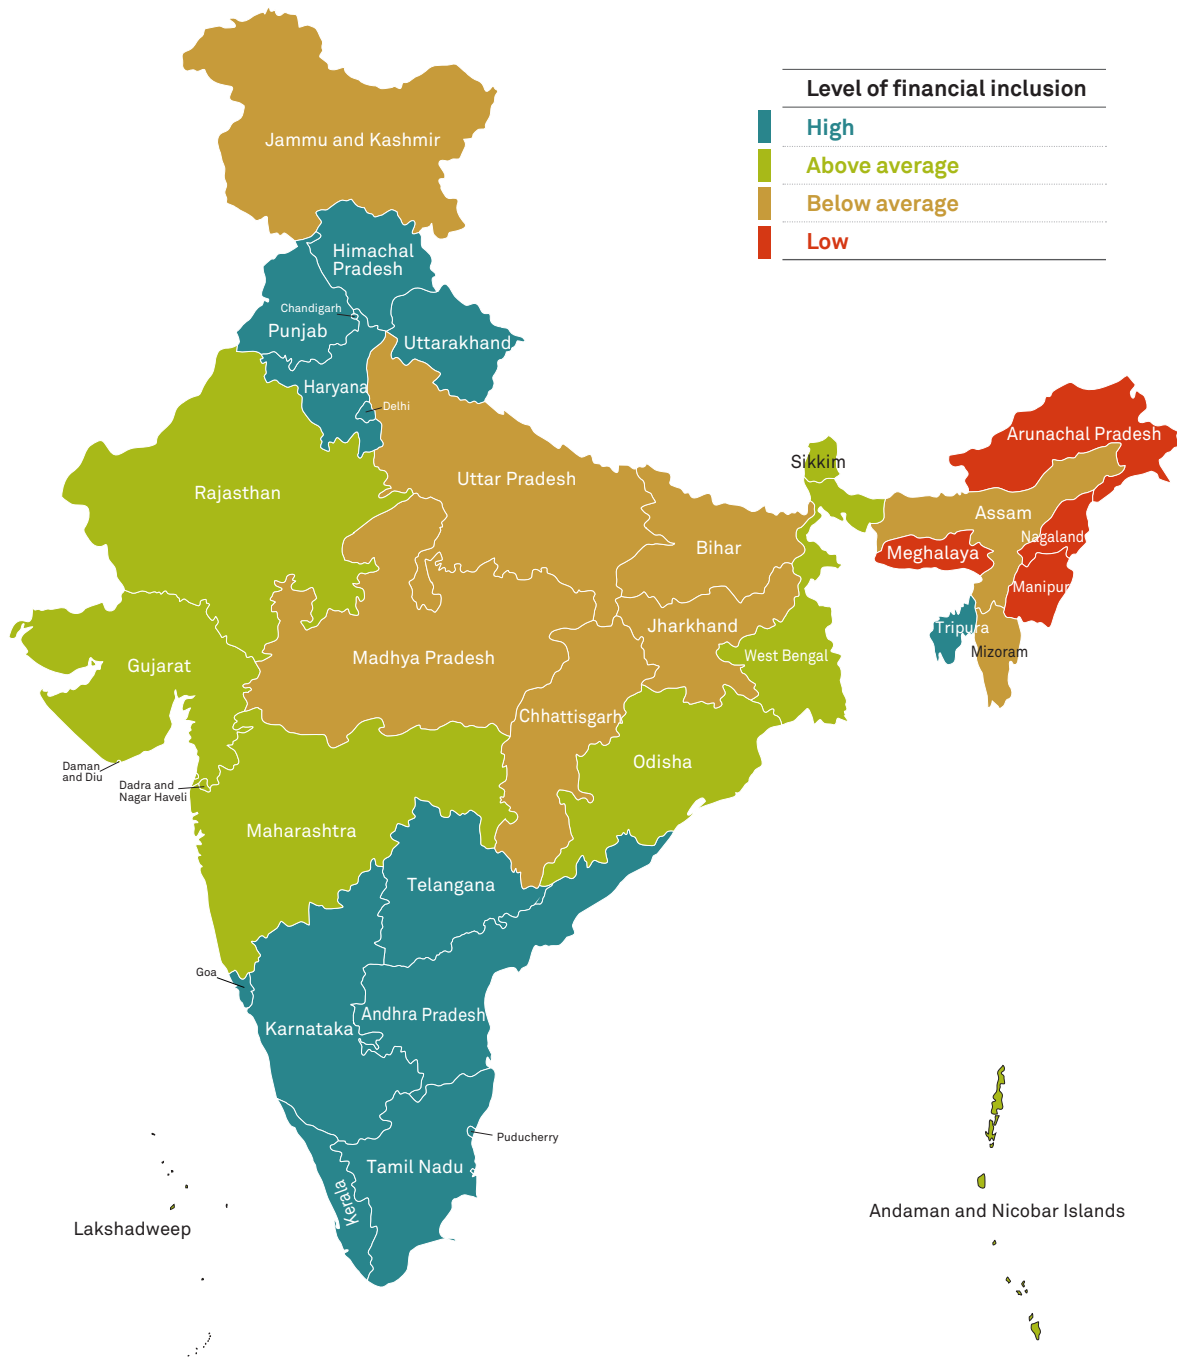 Level of financial inclusion
High
Above average
Below average
Low
Jammu and Kashmir
Himachal
Pradesh
Chandigarh
Punjab
Uttarakhand
Haryana
Delhi
Arunachal Pradesh
Sikkim
Uttar Pradesh
Rajasthan
Assam
Nagaland
Bihar
Meghalaya
Manipur
Jharkhand
Tripura
Mizoram
West Bengal
Madhya Pradesh
Gujarat
Chhattisgarh
Odisha
Daman
and Diu
Dadra and
Nagar Haveli
Maharashtra
Telangana
Goa
Andhra Pradesh
Karnataka
Puducherry
Tamil Nadu
Kerala
Lakshadweep
Andaman and Nicobar Islands